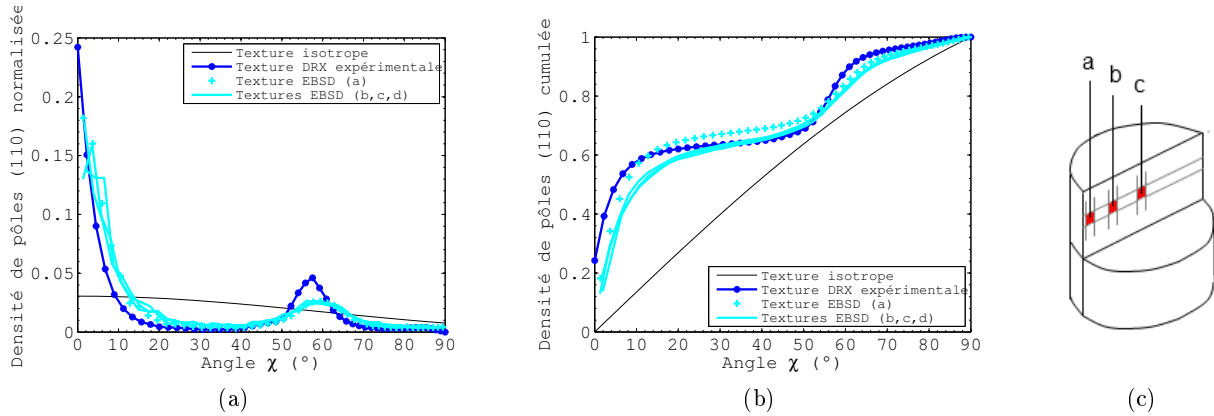 Densité de pôles (110) normalisée
0.25
0.2
0.15
0.1
0.05
0
0 10 20 30 40 50 60 70 80 90
Angle χ (°)
Texture isotrope
Texture DRX expérimentale
Texture EBSD (a)
Textures EBSD (b,c,d)
(a)
Densité de pôles (110) cumulée
1
0.8
0.6
0.4
0.2
0
0 10 20 30 40 50 60 70 80 90
Angle χ (°)
Texture isotrope
Texture DRX expérimentale
Texture EBSD (a)
Textures EBSD (b,c,d)
(b)
a
b
c
(c)